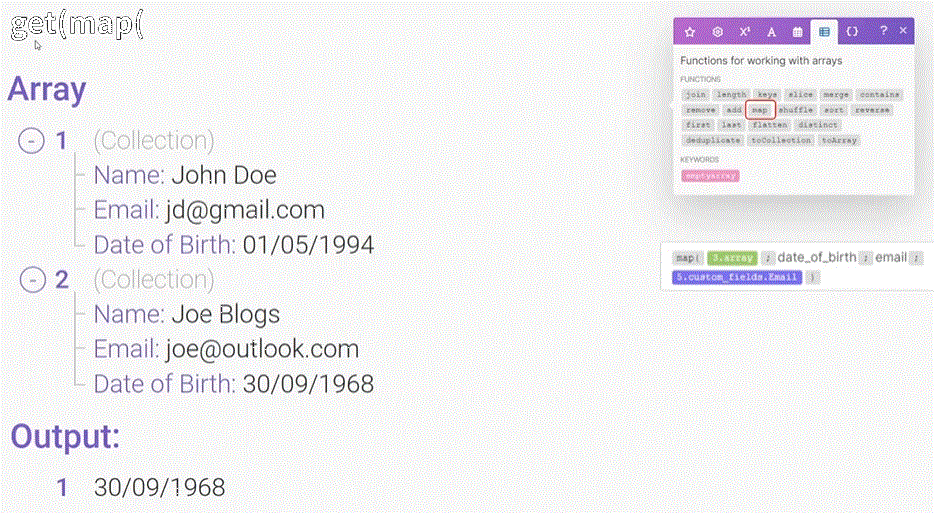 get(map(
Array
- 1 (Collection)
Name: John Doe
Email: jd@gmail.com
Date of Birth: 01/05/1994
- 2 (Collection)
Name: Joe Blogs
Email: joe@outlook.com
Date of Birth: 30/09/1968
Output:
1 30/09/1968
A ? ×
Functions for working with arrays
FUNCTIONS
join length keys slice merge contains
remove add map shuffle sort reverse
first last flatten distinct
deduplicate toCollection toArray
KEYWORDS
emptyarray
map( 3.array ; date_of_birth ; email ;
5.custom_fields.Email )